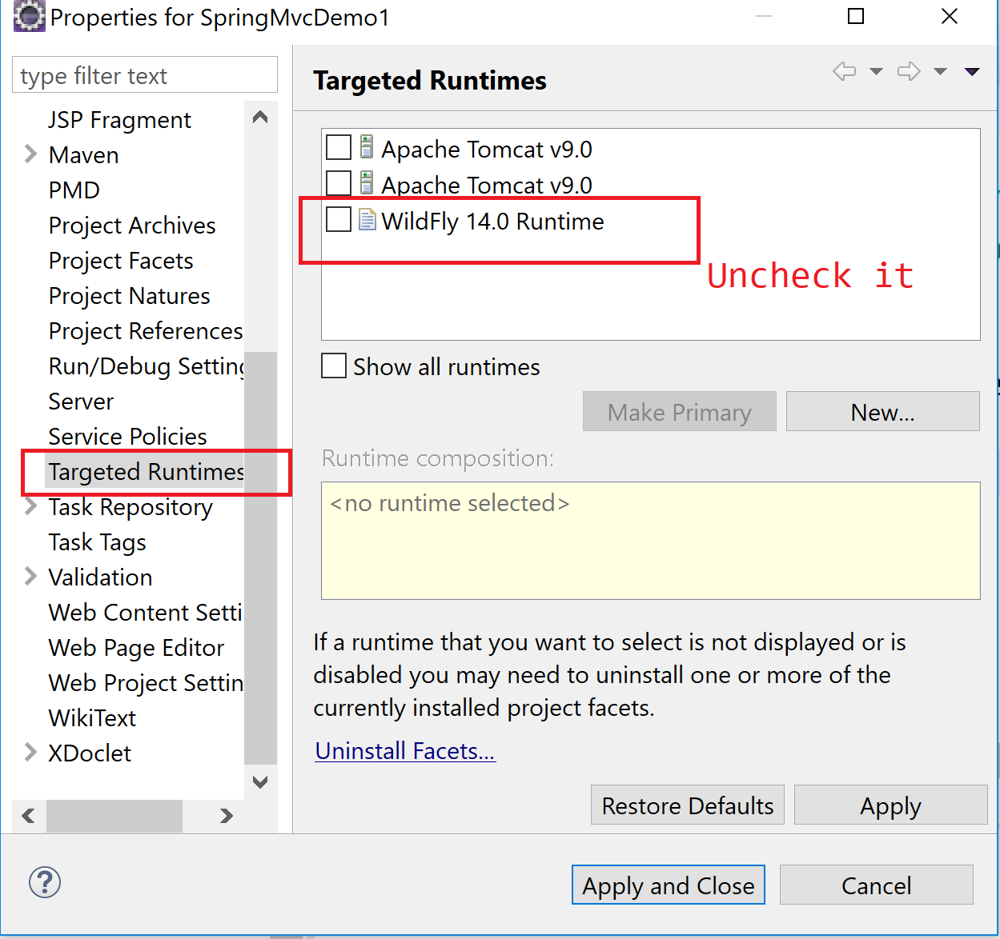 Properties for SpringMvcDemo1
type filter text
JSP Fragment
Maven
PMD
Project Archives
Project Facets
Project Natures
Project References
Run/Debug Setting
Server
Service Policies
Targeted Runtimes
Task Repository
Task Tags
Validation
Web Content Setti
Web Page Editor
Web Project Settin
WikiText
XDoclet
Targeted Runtimes
Apache Tomcat v9.0
Apache Tomcat v9.0
WildFly 14.0 Runtime
Uncheck it
Show all runtimes
Make Primary
New...
Runtime composition:
<no runtime selected>
If a runtime that you want to select is not displayed or is
disabled you may need to uninstall one or more of the
currently installed project facets.
Uninstall Facets...
Restore Defaults
Apply
?
Apply and Close
Cancel